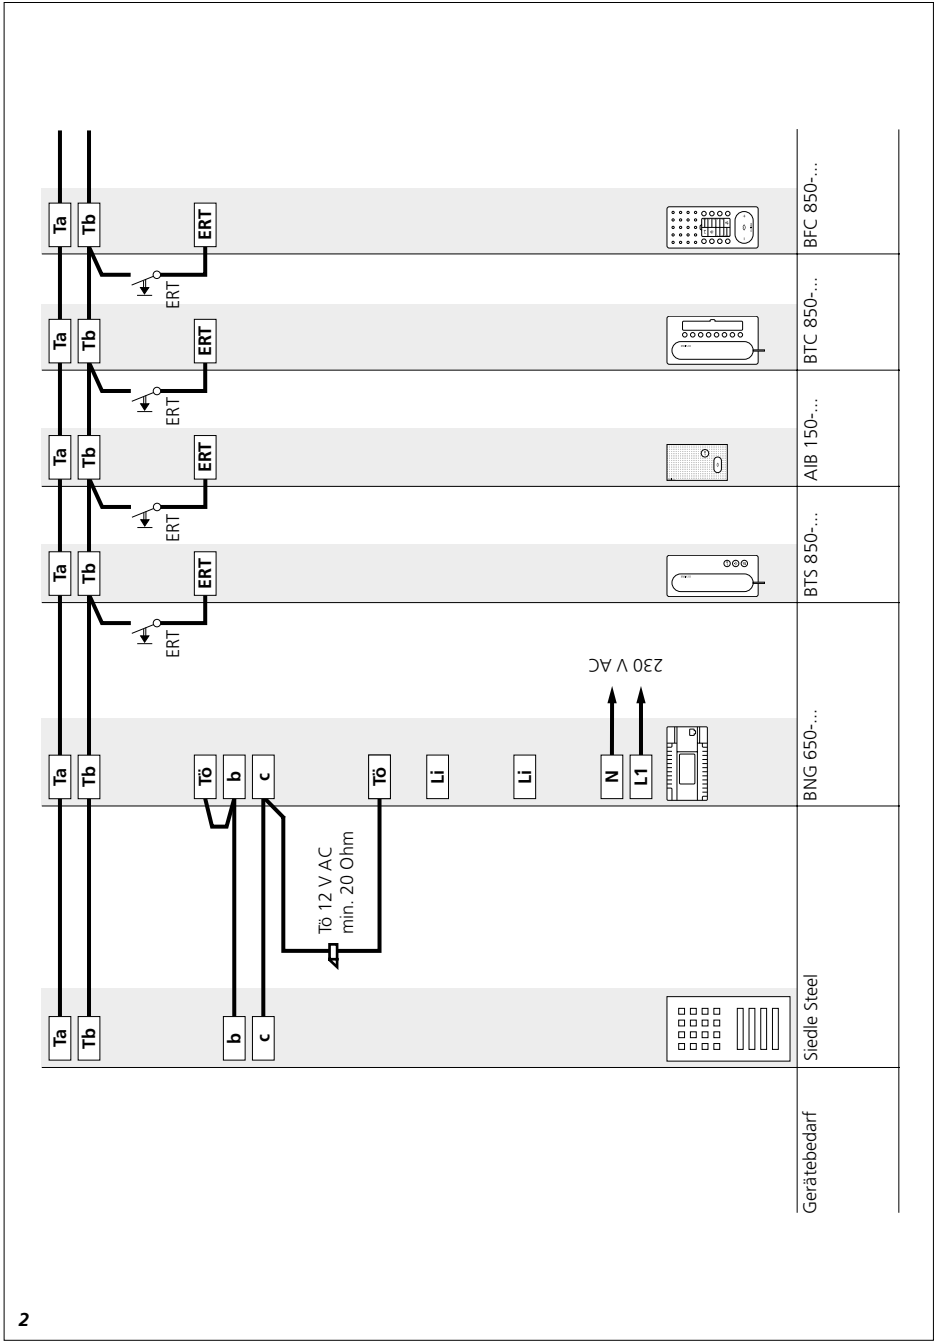 Ta
Ta
Ta
Ta
Ta
Ta
Tb
Tb
Tb
Tb
Tb
Tb
ERT
ERT
ERT
ERT
ERT
ERT
ERT
ERT
Tö
b
c
Tö
Li
Li
N
L1
b
c
Tö 12 V AC
min. 20 Ohm
230 V AC
Gerätebedarf
Siedle Steel
BNG 650-...
BTS 850-...
AIB 150-...
BTC 850-...
BFC 850-...
2